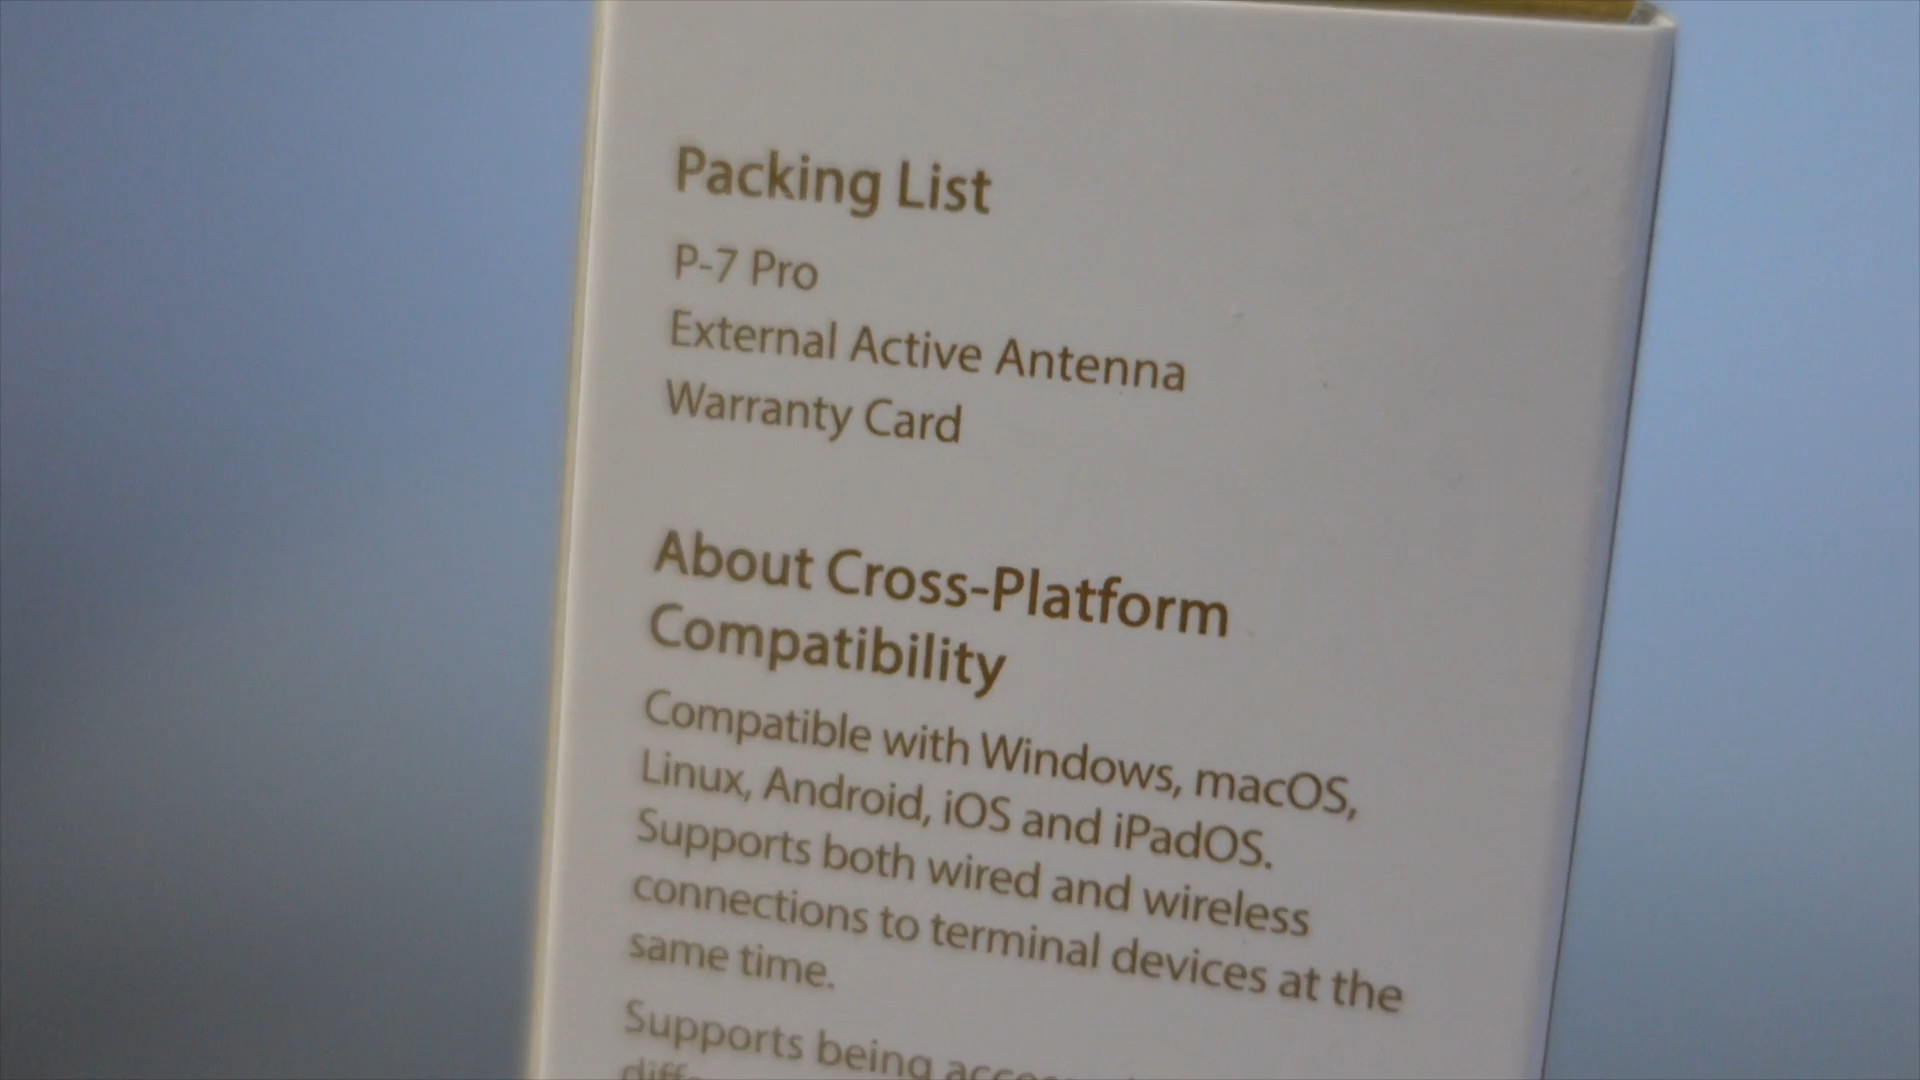 Packing List
P-7 Pro
External Active Antenna
Warranty Card
About Cross-Platform
Compatibility
Compatible with Windows, macOS,
Linux, Android, iOS and iPadOS.
Supports both wired and wireless
connections to terminal devices at the
same time.
Supports being